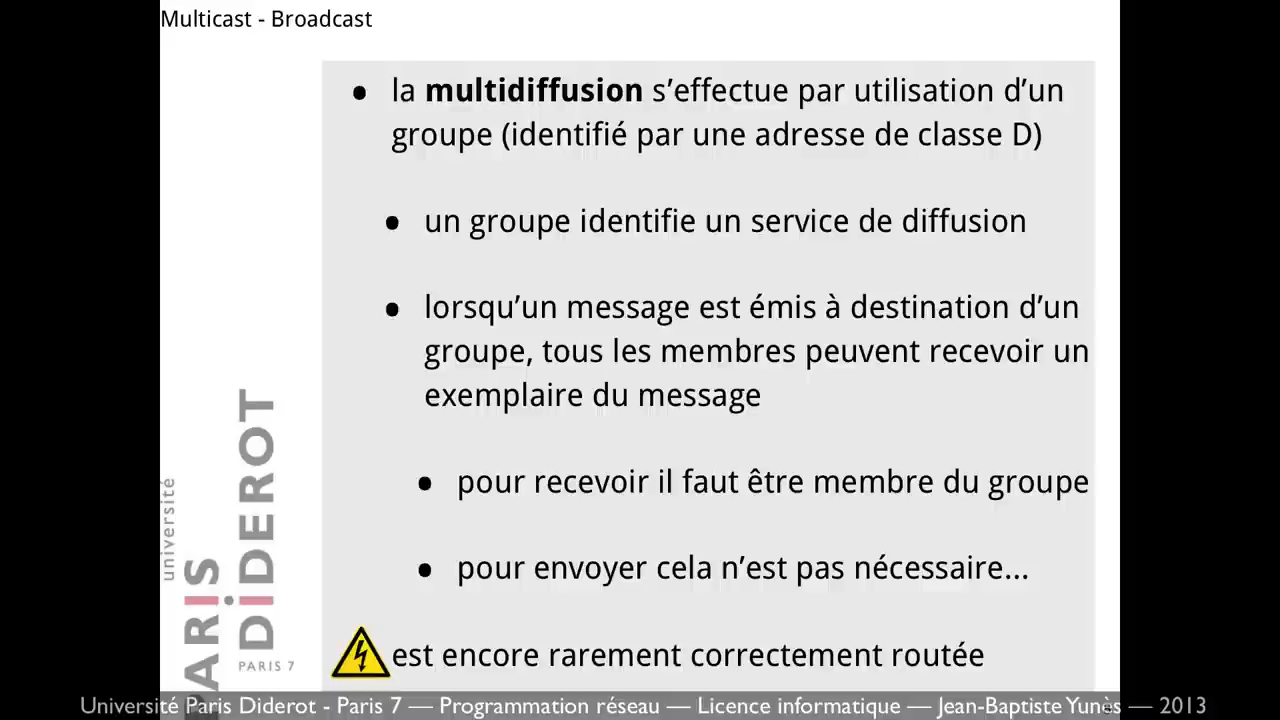 Multicast - Broadcast
• la multidiffusion s’effectue par utilisation d’un
groupe (identifié par une adresse de classe D)
• un groupe identifie un service de diffusion
• lorsqu’un message est émis à destination d’un
groupe, tous les membres peuvent recevoir un
exemplaire du message
• pour recevoir il faut être membre du groupe
• pour envoyer cela n’est pas nécessaire...
est encore rarement correctement routée
université
PARIS
DiDEROT
PARIS 7
Université Paris Diderot - Paris 7 — Programmation réseau — Licence informatique — Jean-Baptiste Yunès — 2013